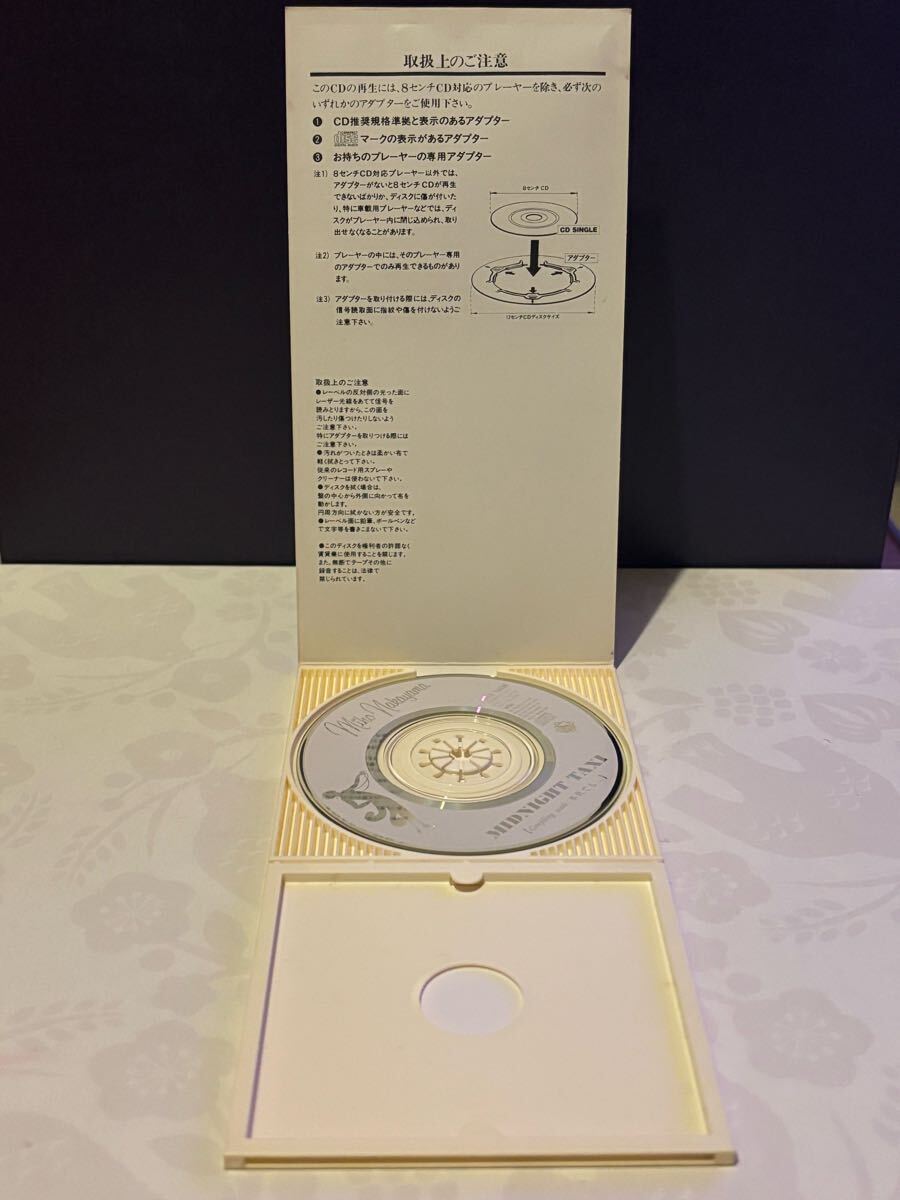 取扱上のご注意
このCDの再生には、8センチCD対応のプレーヤーを除き、必ず次の
いずれかのアダプターをご使用下さい。
❶ CD推奨規格準拠と表示のあるアダプター
❷ COMPACT disc DIGITAL AUDIO マークの表示があるアダプター
❸ お持ちのプレーヤーの専用アダプター
注1) 8センチCD対応プレーヤー以外では、
アダプターがないと8センチCDが再生
できないばかりか、ディスクに傷が付いた
り、特に車載用プレーヤーなどでは、ディ
スクがプレーヤー内に閉じ込められ、取り
出せなくなることがあります。
注2) プレーヤーの中には、そのプレーヤー専用
のアダプターでのみ再生できるものがあり
ます。
注3) アダプターを取り付ける際には、ディスクの
信号読取面に指紋や傷を付けないようご
注意下さい。
8センチCD
CD SINGLE
アダプター
12センチCDディスクサイズ
取扱上のご注意
●レーベルの反対側の光った面に
レーザー光線をあてて信号を
読みとりますから、この面を
汚したり傷つけたりしないよう
ご注意下さい。
特にアダプターを取りつける際には
ご注意下さい。
●汚れがついたときは柔かい布で
軽く拭きとって下さい。
従来のレコード用スプレーや
クリーナーは使わないで下さい。
●ディスクを拭く場合は、
盤の中心から外側に向かって布を
動かします。
円周方向に拭かない方が安全です。
●レーベル面に鉛筆、ボールペンなど
で文字等を書きこまないで下さい。
●このディスクを権利者の許諾なく
賃貸業に使用することを禁じます。
また、無断でテープその他に
録音することは、法律で
禁じられています。
Miho Nakayama
MIDNIGHT TAXI